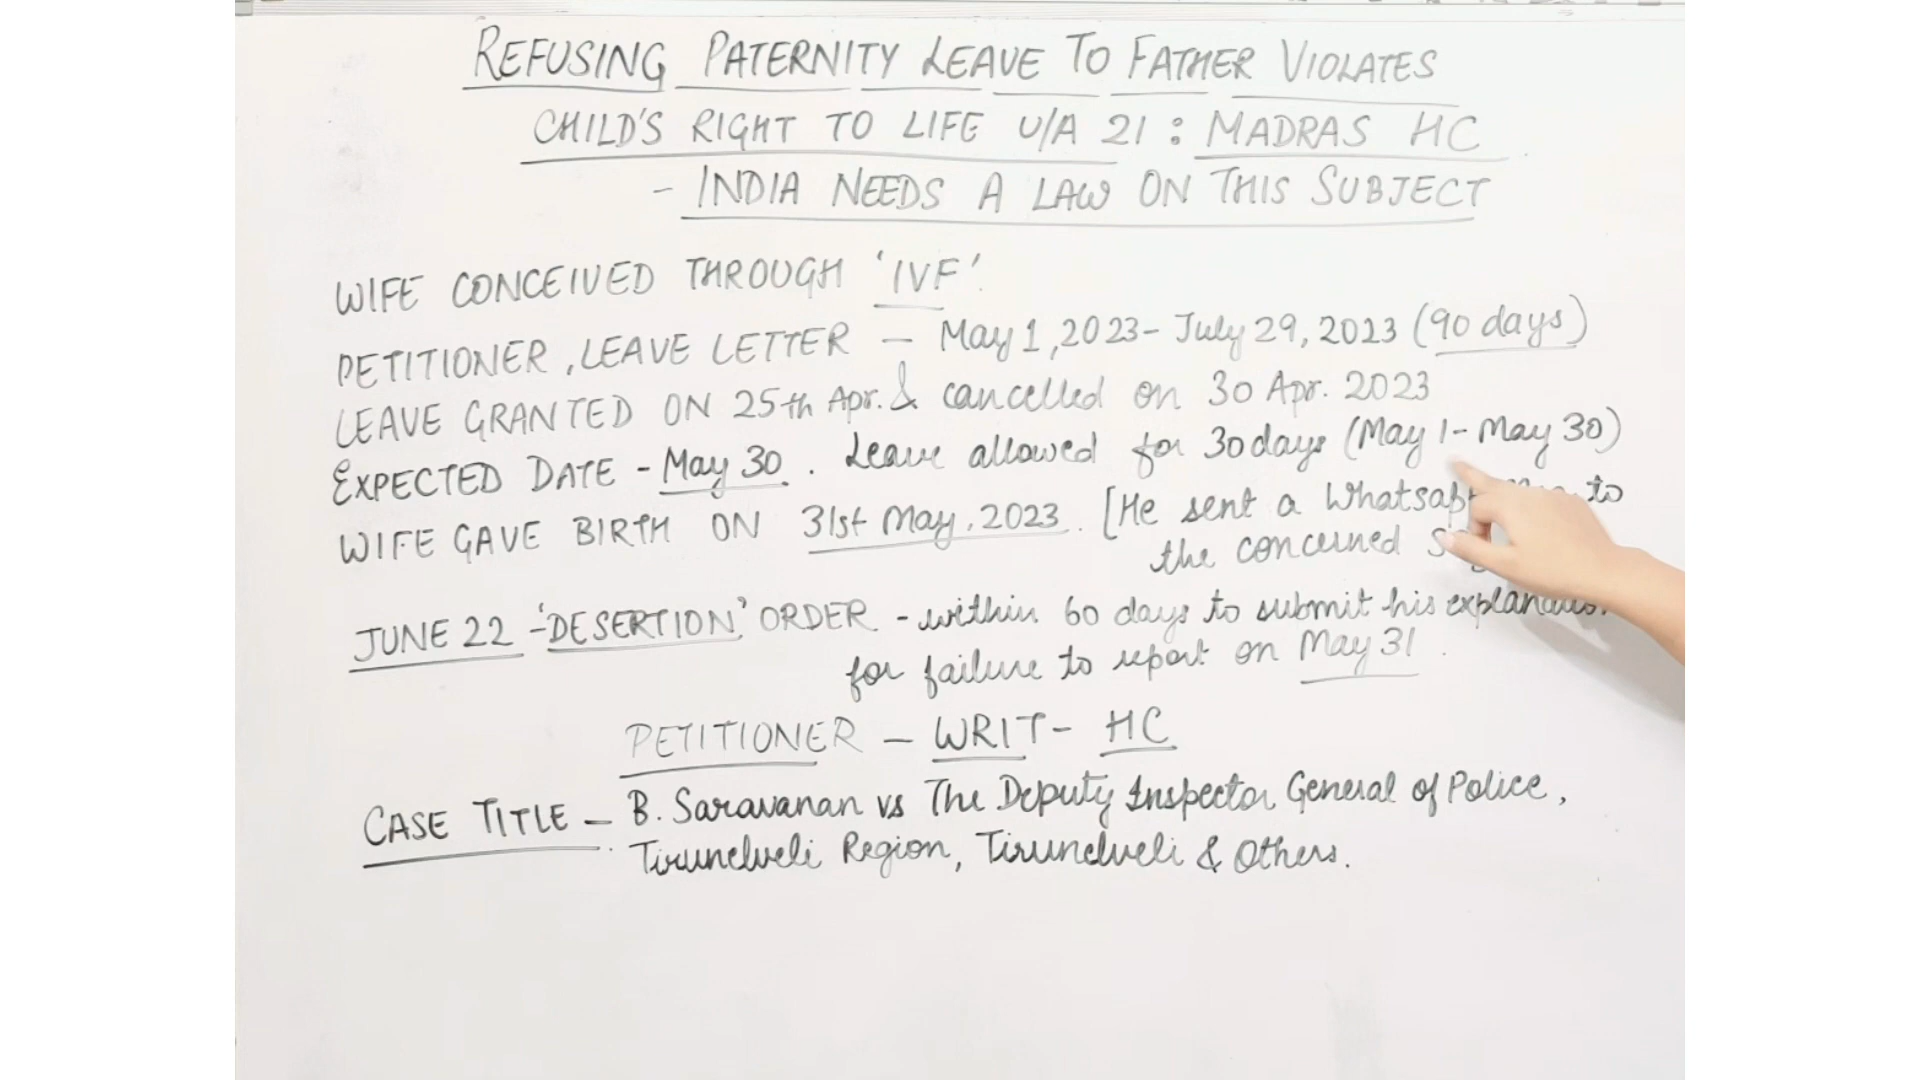 REFUSING PATERNITY LEAVE TO FATHER VIOLATES
CHILD'S RIGHT TO LIFE U/A 21 : MADRAS HC
- INDIA NEEDS A LAW ON THIS SUBJECT
WIFE CONCEIVED THROUGH 'IVF'.
PETITIONER, LEAVE LETTER - May 1, 2023 - July 29, 2023 (90 days)
LEAVE GRANTED ON 25th Apr. & cancelled on 30 Apr. 2023
EXPECTED DATE - May 30. Leave allowed for 30 days (May 1 - May 30)
WIFE GAVE BIRTH ON 31st May, 2023. [He sent a Whatsapp to
the concerned
JUNE 22 - 'DESERTION' ORDER - within 60 days to submit his explanation
for failure to report on May 31.
PETITIONER - WRIT - HC
CASE TITLE - B. Saravanan vs The Deputy Inspector General of Police,
Tirunelveli Region, Tirunelveli & Others.